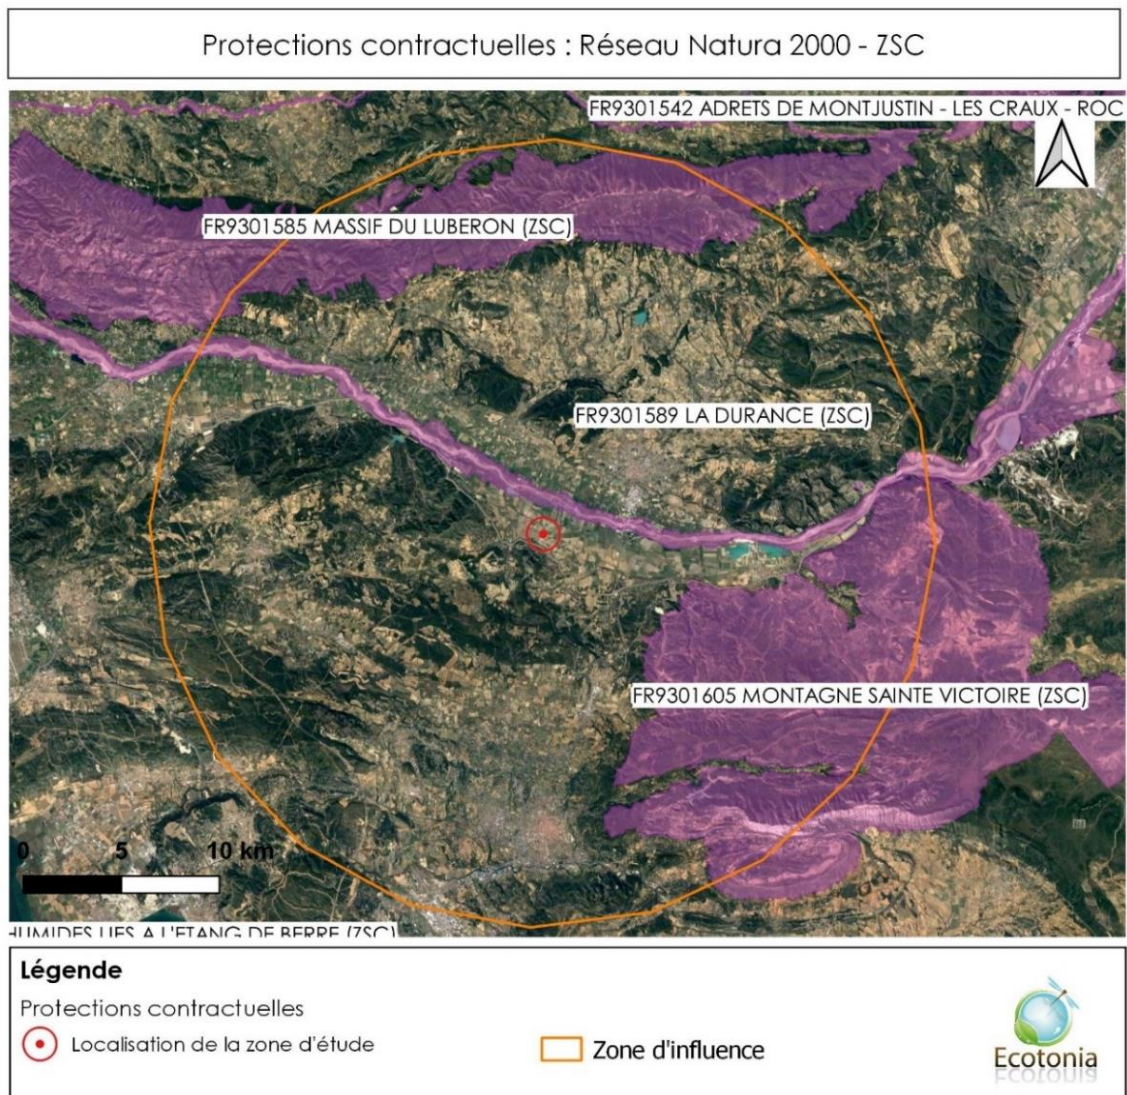 Protections contractuelles : Réseau Natura 2000 - ZSC
FR9301542 ADRETS DE MONTJUSTIN - LES CRAUX - ROC
FR9301585 MASSIF DU LUBERON (ZSC)
FR9301589 LA DURANCE (ZSC)
FR9301605 MONTAGNE SAINTE VICTOIRE (ZSC)
0 5 10 km
HUMIDES LIES A L'ETANG DE BERRE (ZSC)
Légende
Protections contractuelles
Localisation de la zone d'étude
Zone d'influence
Ecotonia